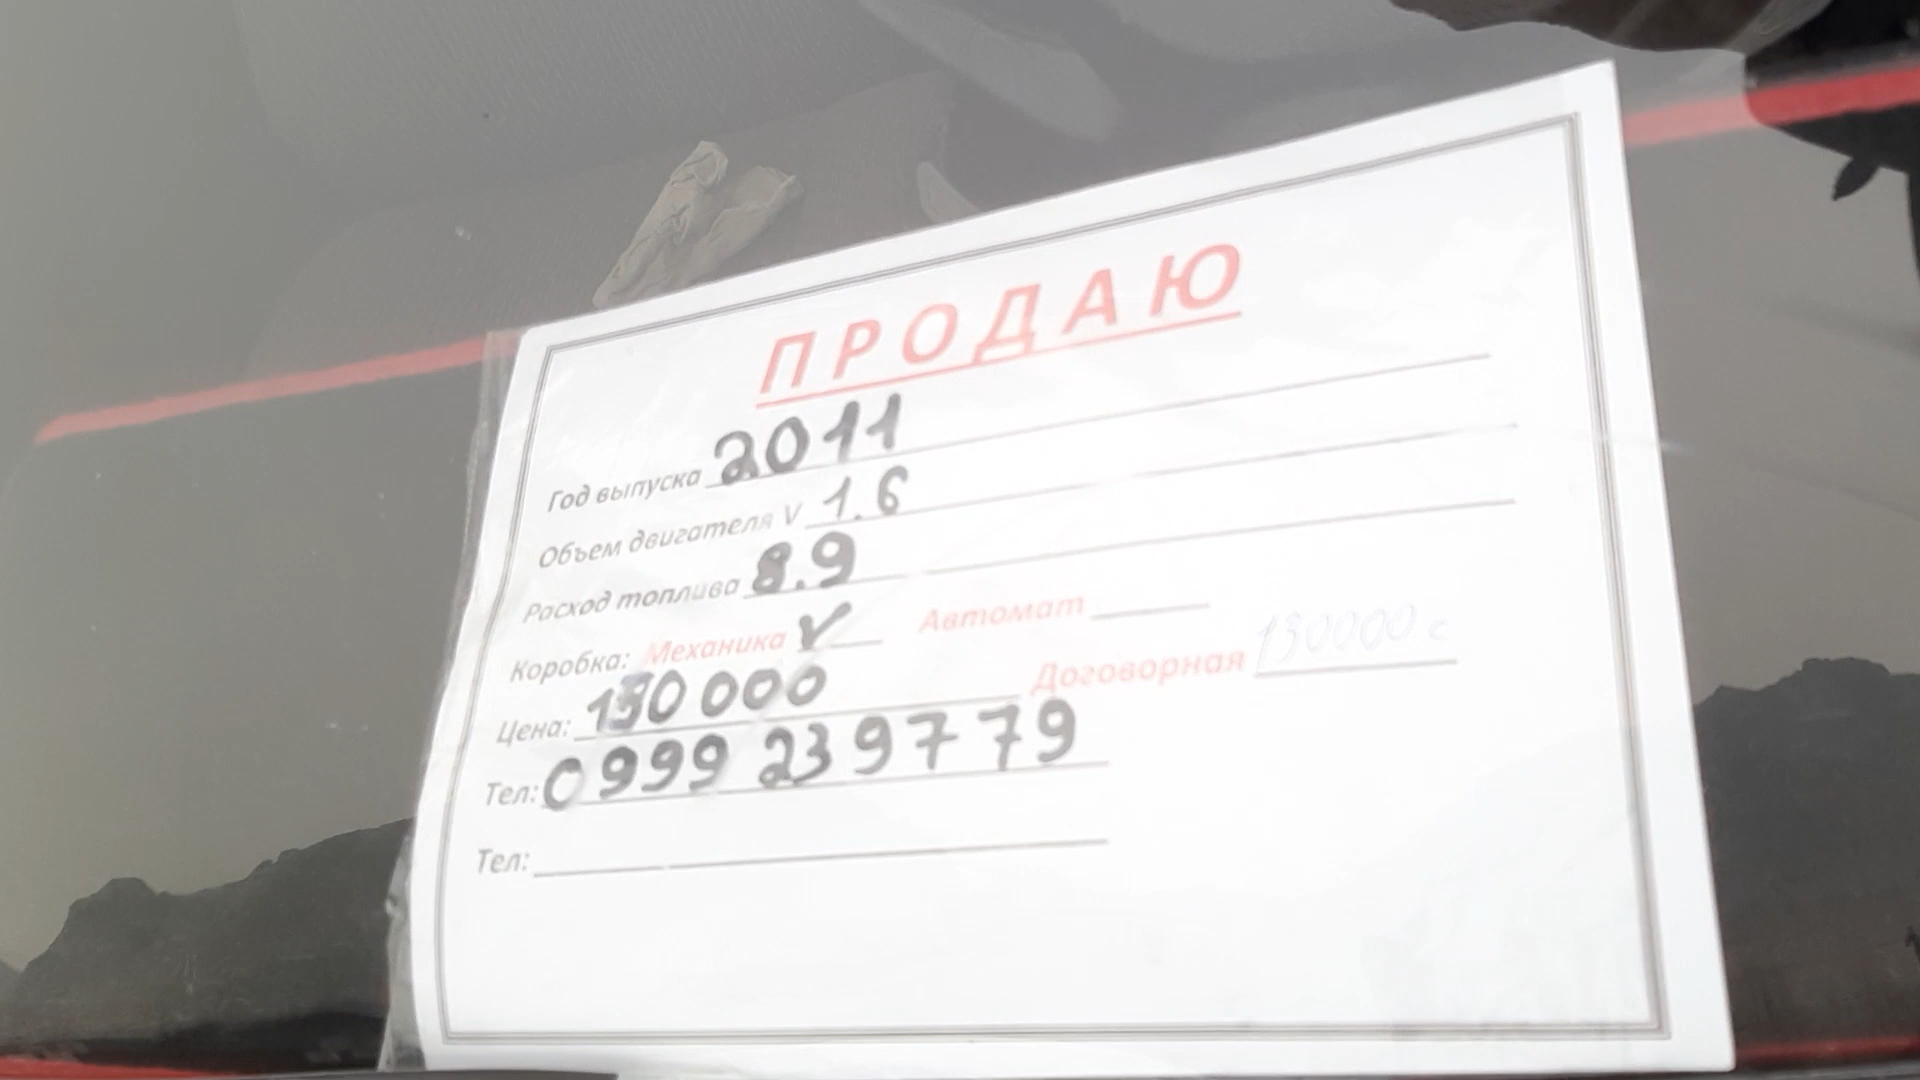 ПРОДАЮ
Год выпуска 2011
Объем двигателя V 1.6
Расход топлива 8.9
Коробка: Механика ✓ Автомат
Цена: 130 000 Договорная 130000 с
Тел: 0999 239779
Тел: